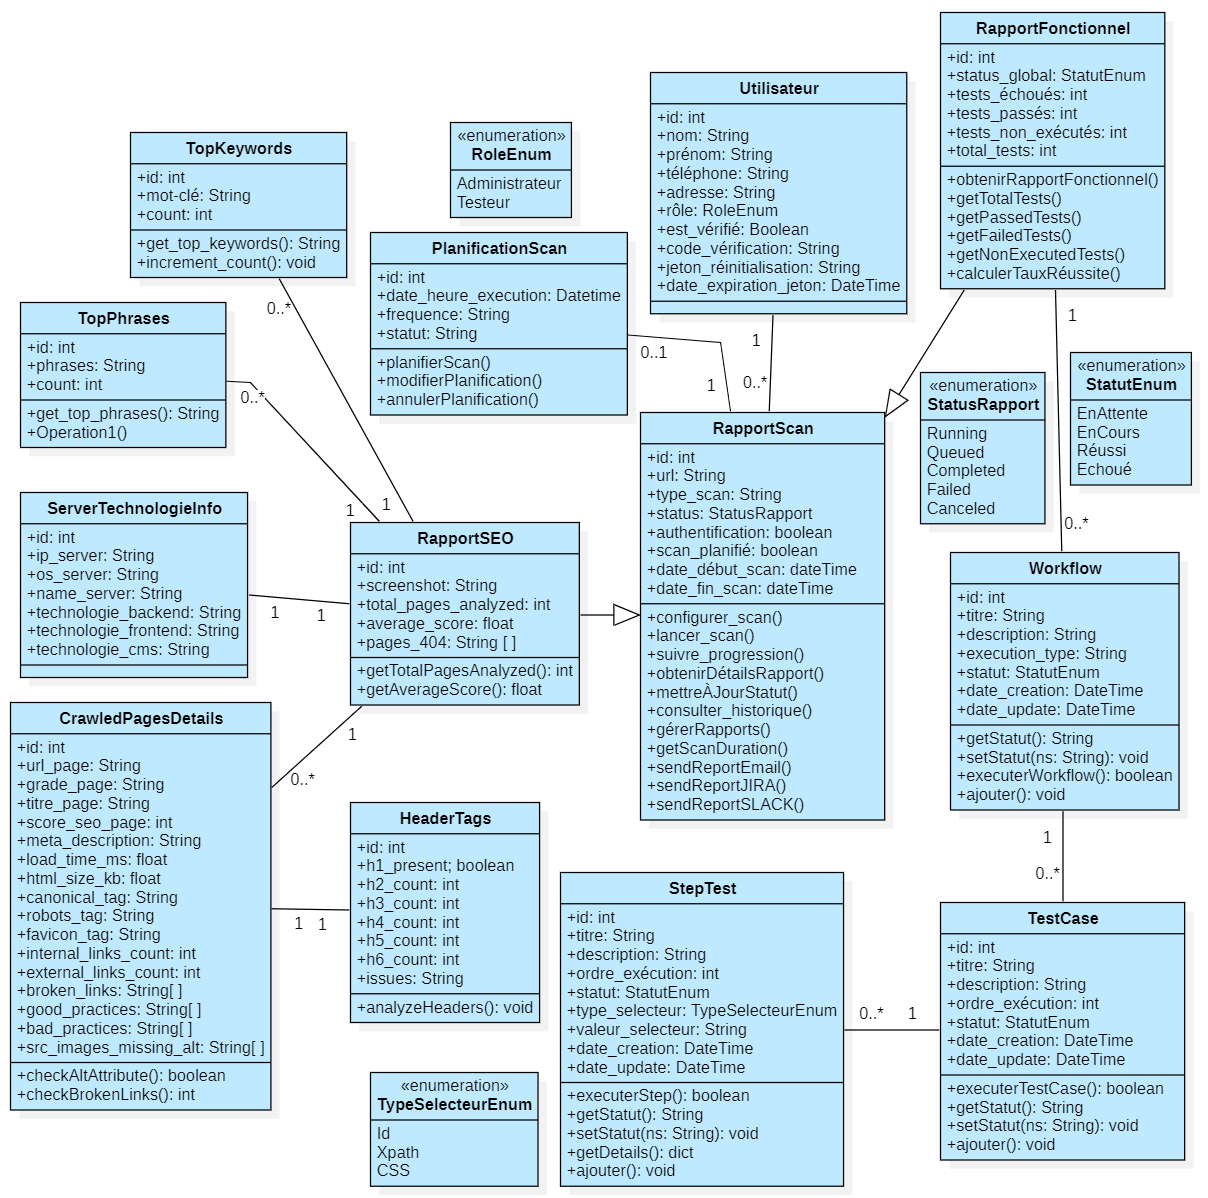 RapportFonctionnel
+id: int
+status_global: StatutEnum
+tests_échoués: int
+tests_passés: int
+tests_non_exécutés: int
+total_tests: int
+obtenirRapportFonctionnel()
+getTotalTests()
+getPassedTests()
+getFailedTests()
+getNonExecutedTests()
+calculerTauxRéussite()
Utilisateur
+id: int
+nom: String
+prénom: String
+téléphone: String
+adresse: String
+rôle: RoleEnum
+est_vérifié: Boolean
+code_vérification: String
+jeton_réinitialisation: String
+date_expiration_jeton: DateTime
«enumeration»
RoleEnum
Administrateur
Testeur
TopKeywords
+id: int
+mot-clé: String
+count: int
+get_top_keywords(): String
+increment_count(): void
PlanificationScan
+id: int
+date_heure_execution: Datetime
+frequence: String
+statut: String
+planifierScan()
+modifierPlanification()
+annulerPlanification()
TopPhrases
+id: int
+phrases: String
+count: int
+get_top_phrases(): String
+Operation1()
0..*
0..*
1
1
0..1
1
1
0..*
1
0..*
«enumeration»
StatusRapport
Running
Queued
Completed
Failed
Canceled
«enumeration»
StatutEnum
EnAttente
EnCours
Réussi
Echoué
RapportScan
+id: int
+url: String
+type_scan: String
+status: StatusRapport
+authentification: boolean
+scan_planifié: boolean
+date_début_scan: dateTime
+date_fin_scan: dateTime
+configurer_scan()
+lancer_scan()
+suivre_progression()
+obtenirDétailsRapport()
+mettreÀJourStatut()
+consulter_historique()
+gérerRapports()
+getScanDuration()
+sendReportEmail()
+sendReportJIRA()
+sendReportSLACK()
ServerTechnologieInfo
+id: int
+ip_server: String
+os_server: String
+name_server: String
+technologie_backend: String
+technologie_frontend: String
+technologie_cms: String
1
1
RapportSEO
+id: int
+screenshot: String
+total_pages_analyzed: int
+average_score: float
+pages_404: String [ ]
+getTotalPagesAnalyzed(): int
+getAverageScore(): float
1
0..*
Workflow
+id: int
+titre: String
+description: String
+execution_type: String
+statut: StatutEnum
+date_creation: DateTime
+date_update: DateTime
+getStatut(): String
+setStatut(ns: String): void
+executerWorkflow(): boolean
+ajouter(): void
1
0..*
CrawledPagesDetails
+id: int
+url_page: String
+grade_page: String
+titre_page: String
+score_seo_page: int
+meta_description: String
+load_time_ms: float
+html_size_kb: float
+canonical_tag: String
+robots_tag: String
+favicon_tag: String
+internal_links_count: int
+external_links_count: int
+broken_links: String[ ]
+good_practices: String[ ]
+bad_practices: String[ ]
+src_images_missing_alt: String[ ]
+checkAltAttribute(): boolean
+checkBrokenLinks(): int
1
1
HeaderTags
+id: int
+h1_present; boolean
+h2_count: int
+h3_count: int
+h4_count: int
+h5_count: int
+h6_count: int
+issues: String
+analyzeHeaders(): void
StepTest
+id: int
+titre: String
+description: String
+ordre_exécution: int
+statut: StatutEnum
+type_selecteur: TypeSelecteurEnum
+valeur_selecteur: String
+date_creation: DateTime
+date_update: DateTime
+executerStep(): boolean
+getStatut(): String
+setStatut(ns: String): void
+getDetails(): dict
+ajouter(): void
0..*
1
TestCase
+id: int
+titre: String
+description: String
+ordre_exécution: int
+statut: StatutEnum
+date_creation: DateTime
+date_update: DateTime
+executerTestCase(): boolean
+getStatut(): String
+setStatut(ns: String): void
+ajouter(): void
«enumeration»
TypeSelecteurEnum
Id
Xpath
CSS